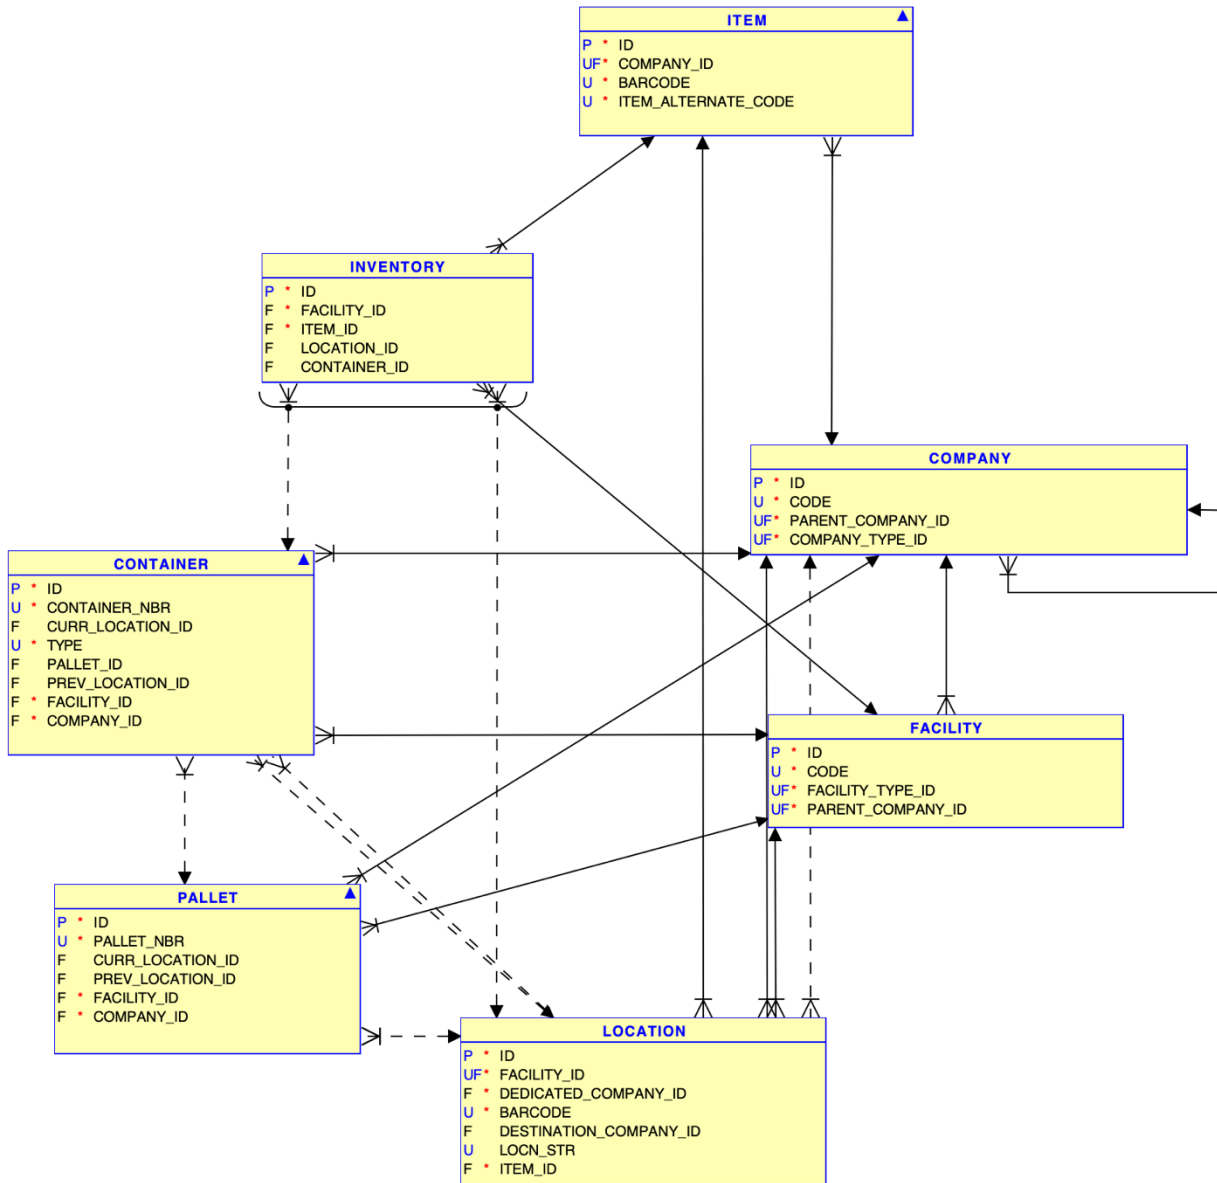 ITEM
P * ID
UF* COMPANY_ID
U * BARCODE
U * ITEM_ALTERNATE_CODE
INVENTORY
P * ID
F * FACILITY_ID
F * ITEM_ID
F LOCATION_ID
F CONTAINER_ID
COMPANY
P * ID
U * CODE
UF* PARENT_COMPANY_ID
UF* COMPANY_TYPE_ID
CONTAINER
P * ID
U * CONTAINER_NBR
F CURR_LOCATION_ID
U * TYPE
F PALLET_ID
F PREV_LOCATION_ID
F * FACILITY_ID
F * COMPANY_ID
FACILITY
P * ID
U * CODE
UF* FACILITY_TYPE_ID
UF* PARENT_COMPANY_ID
PALLET
P * ID
U * PALLET_NBR
F CURR_LOCATION_ID
F PREV_LOCATION_ID
F * FACILITY_ID
F * COMPANY_ID
LOCATION
P * ID
UF* FACILITY_ID
F * DEDICATED_COMPANY_ID
U * BARCODE
F DESTINATION_COMPANY_ID
U LOCN_STR
F * ITEM_ID